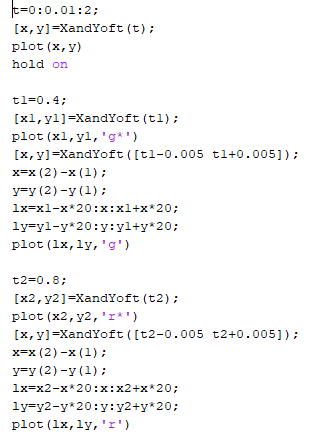 t=0:0.01:2;
[x,y]=XandYoft(t);
plot(x,y)
hold on
t1=0.4;
[x1,y1]=XandYoft(t1);
plot(x1,y1,'g*')
[x,y]=XandYoft([t1-0.005 t1+0.005]);
x=x(2)-x(1);
y=y(2)-y(1);
lx=x1-x*20:x:x1+x*20;
ly=y1-y*20:y:y1+y*20;
plot(lx,ly,'g')
t2=0.8;
[x2,y2]=XandYoft(t2);
plot(x2,y2,'r*')
[x,y]=XandYoft([t2-0.005 t2+0.005]);
x=x(2)-x(1);
y=y(2)-y(1);
lx=x2-x*20:x:x2+x*20;
ly=y2-y*20:y:y2+y*20;
plot(lx,ly,'r')